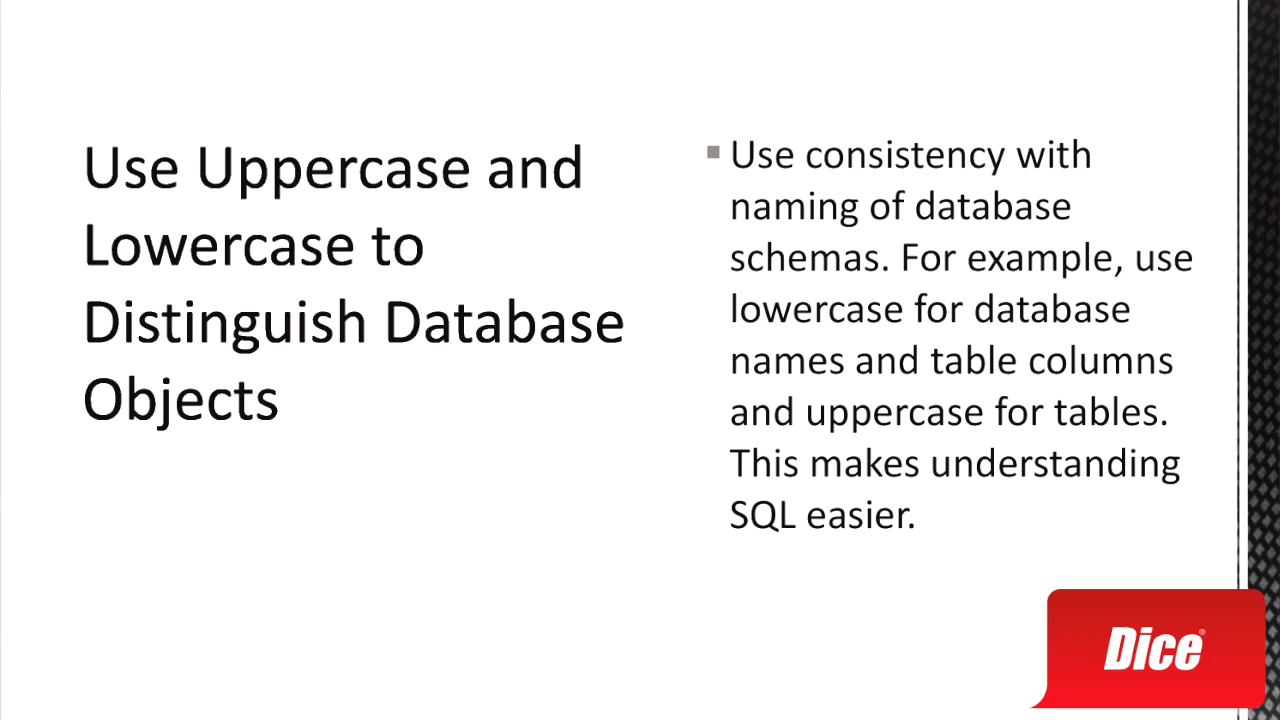 Use Uppercase and
Lowercase to
Distinguish Database
Objects
Use consistency with
naming of database
schemas. For example, use
lowercase for database
names and table columns
and uppercase for tables.
This makes understanding
SQL easier.
Dice®